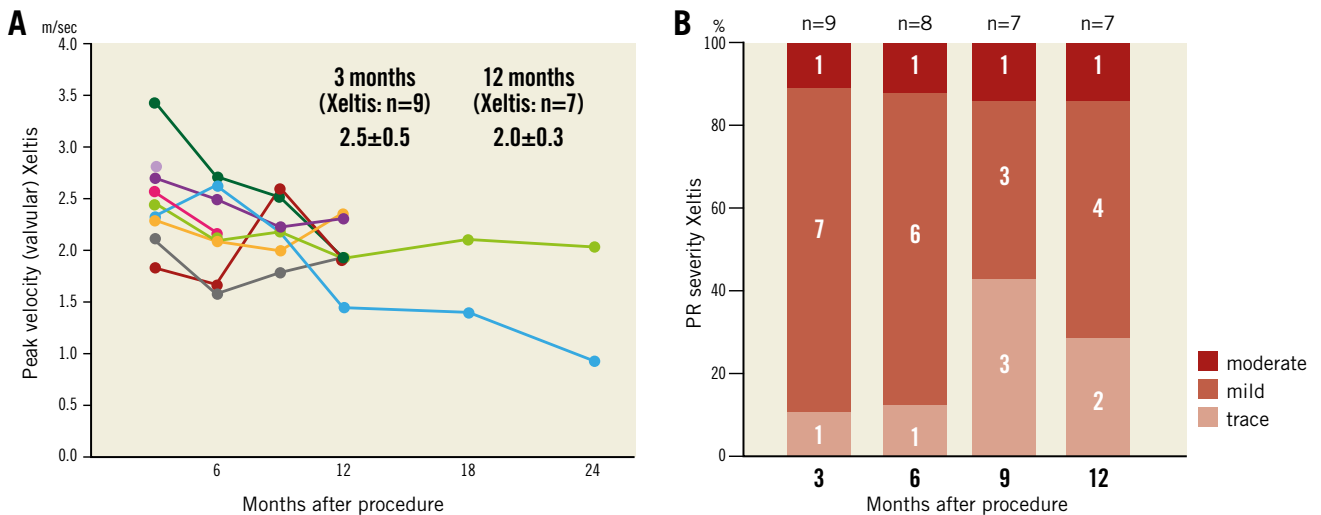 A
m/sec
4.0
3.5
3.0
2.5
2.0
1.5
1.0
0.5
0.0
Peak velocity (valvular) Xeltis
3 months
(Xeltis: n=9)
2.5±0.5
12 months
(Xeltis: n=7)
2.0±0.3
6 12 18 24
Months after procedure
B
%
n=9 n=8 n=7 n=7
100
80
60
40
20
0
PR severity Xeltis
1 1 1 1
7 6 3 4
1 1 3 2
3 6 9 12
Months after procedure
moderate
mild
trace